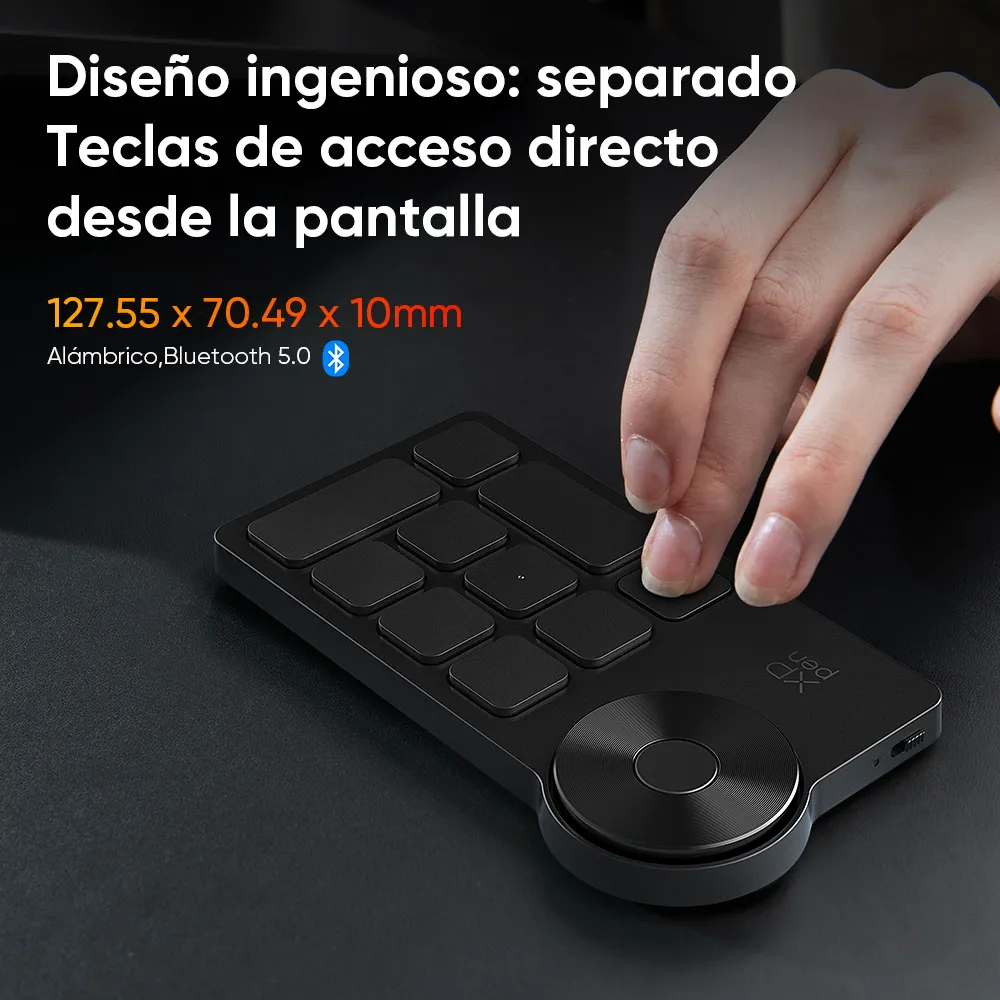 Diseño ingenioso: separado
Teclas de acceso directo
desde la pantalla
127.55 x 70.49 x 10mm
Alámbrico,Bluetooth 5.0
XP
pen